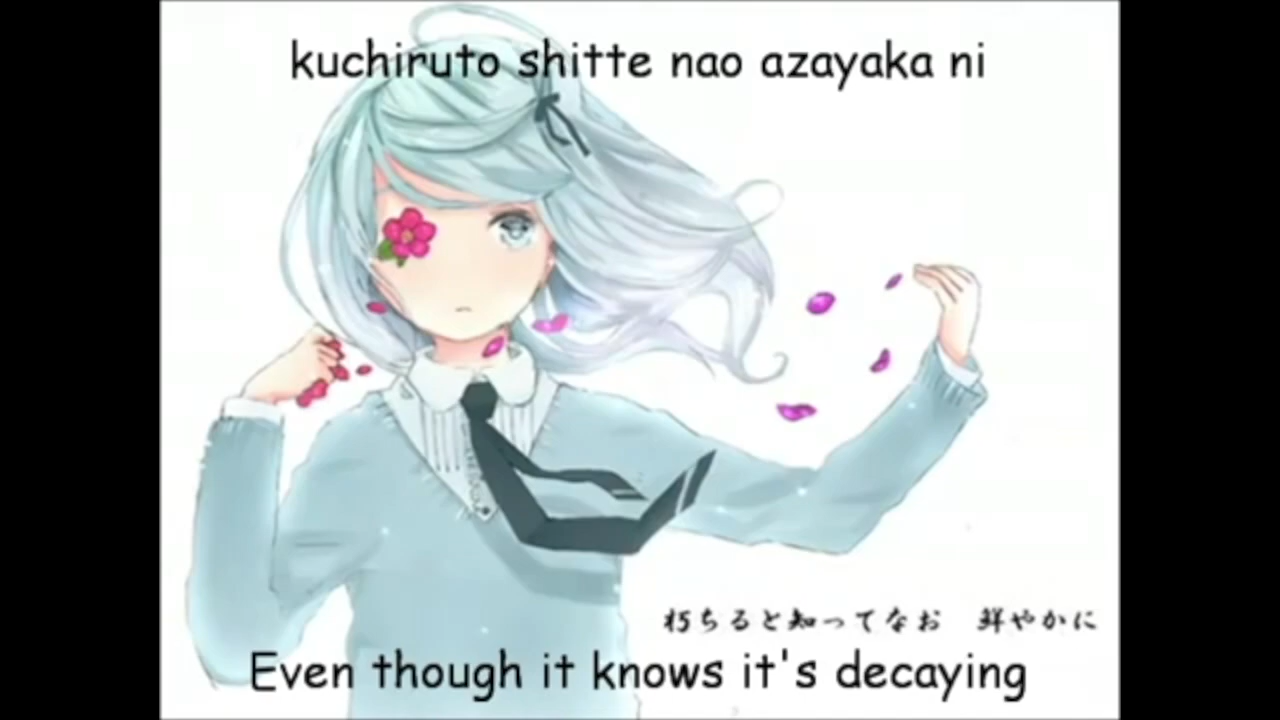 kuchiruto shitte nao azayaka ni
朽ちると知ってなお　鮮やかに
Even though it knows it's decaying